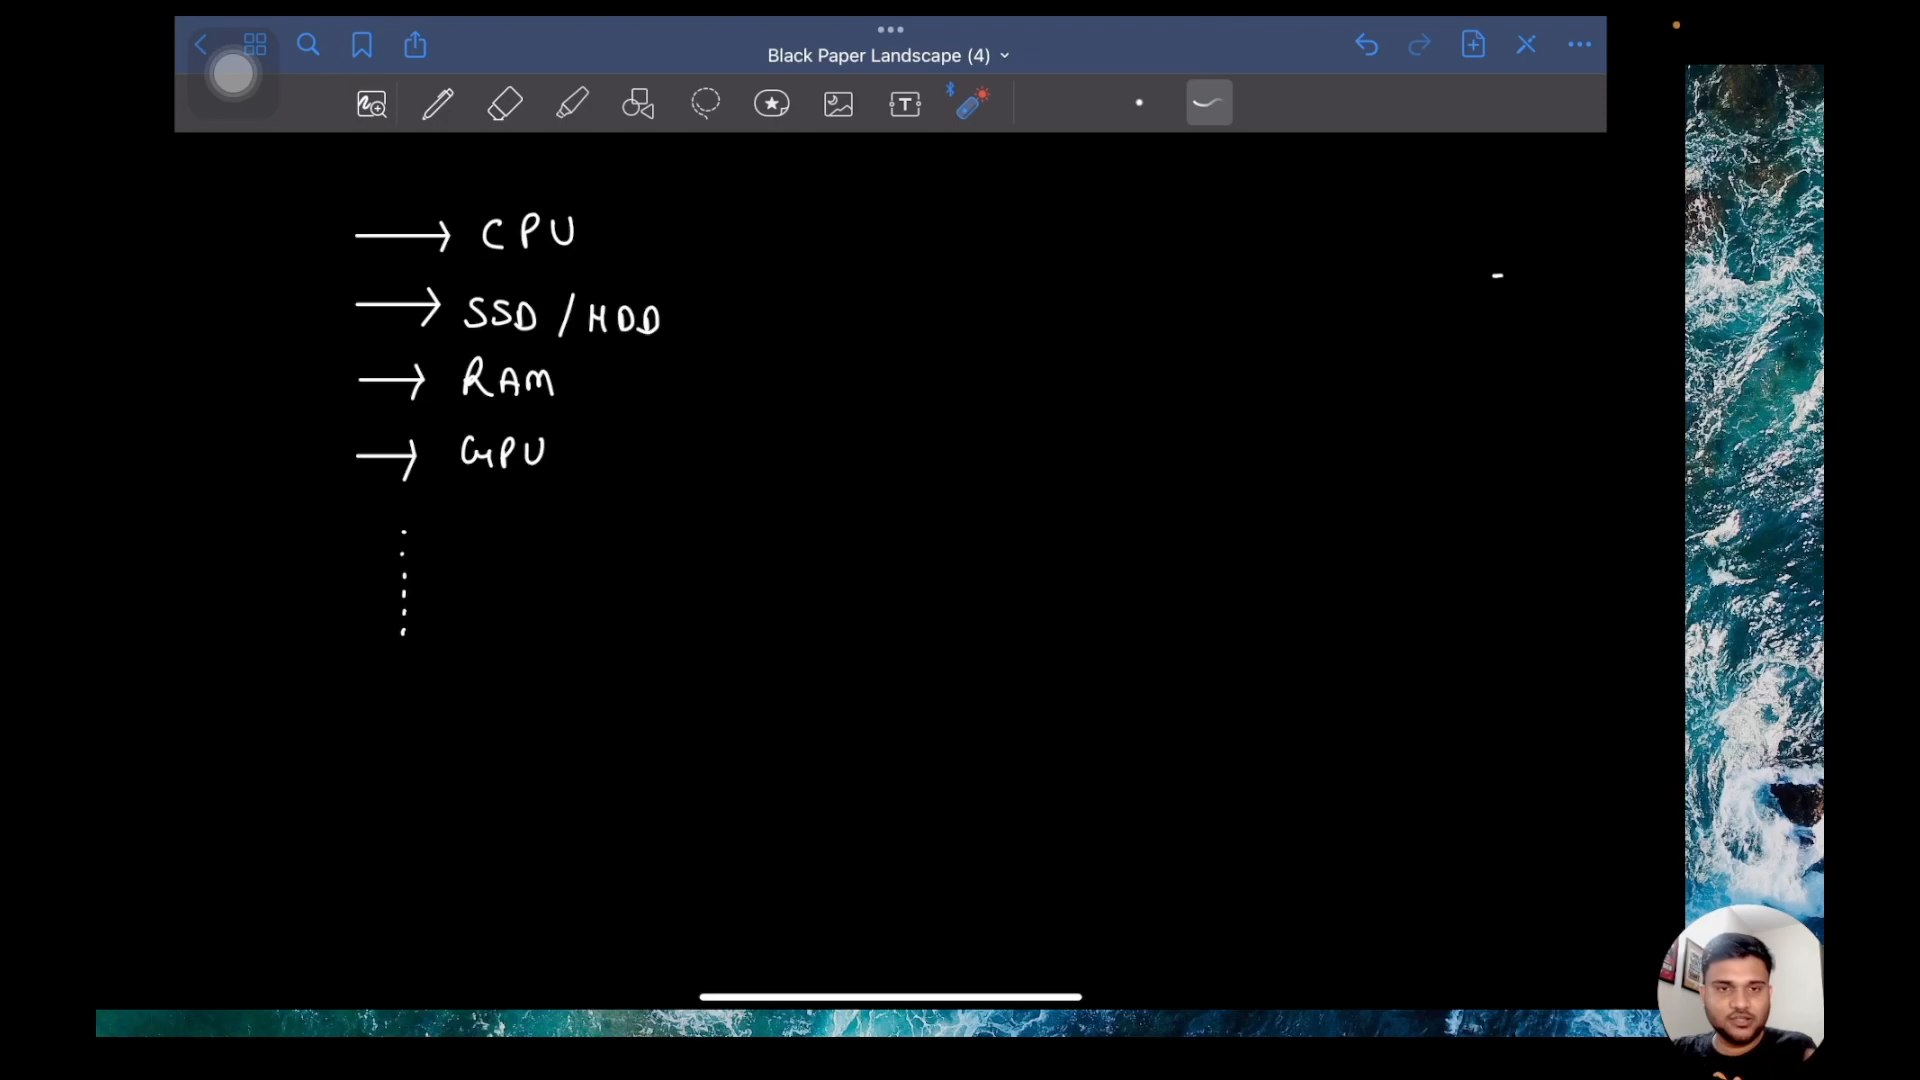 Black Paper Landscape (4)
T
→ CPU
→ SSD / HDD
→ RAM
→ GPU